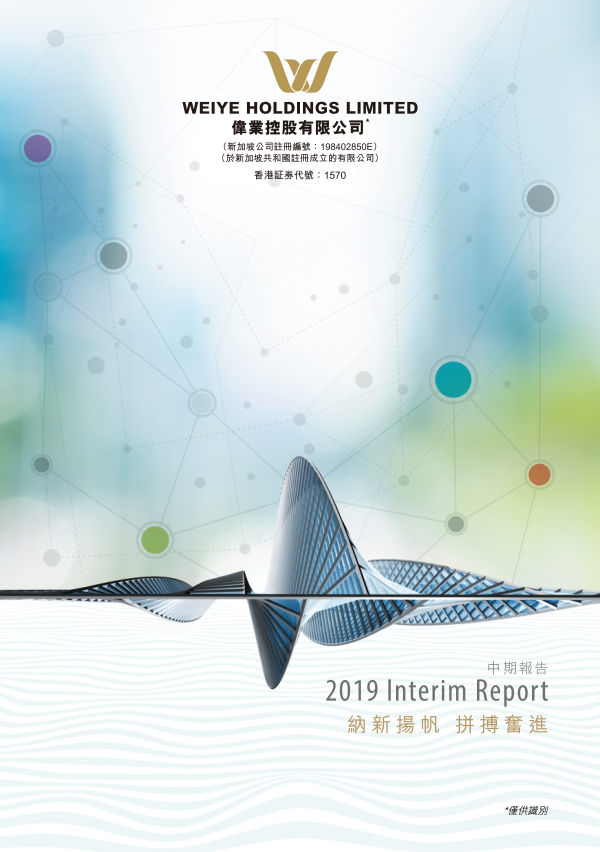 WEIYE HOLDINGS LIMITED
偉業控股有限公司*
（新加坡公司註冊編號：198402850E）
（於新加坡共和國註冊成立的有限公司）
香港証券代號：1570
中期報告
2019 Interim Report
納新揚帆 拼搏奮進
*僅供識別